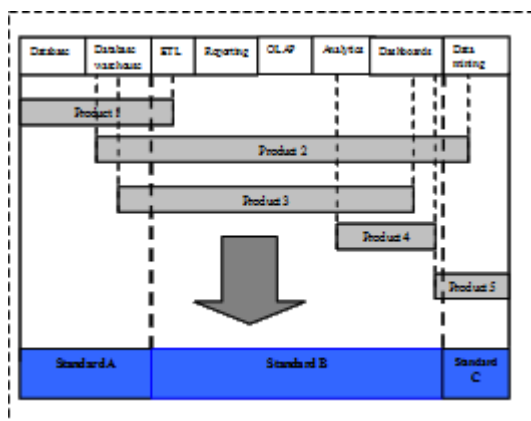 Database
Database
warehouse
ETL
Reporting
OLAP
Analytics
Dashboards
Data
mining
Product 1
Product 2
Product 3
Product 4
Product 5
Standard A
Standard B
Standard
C